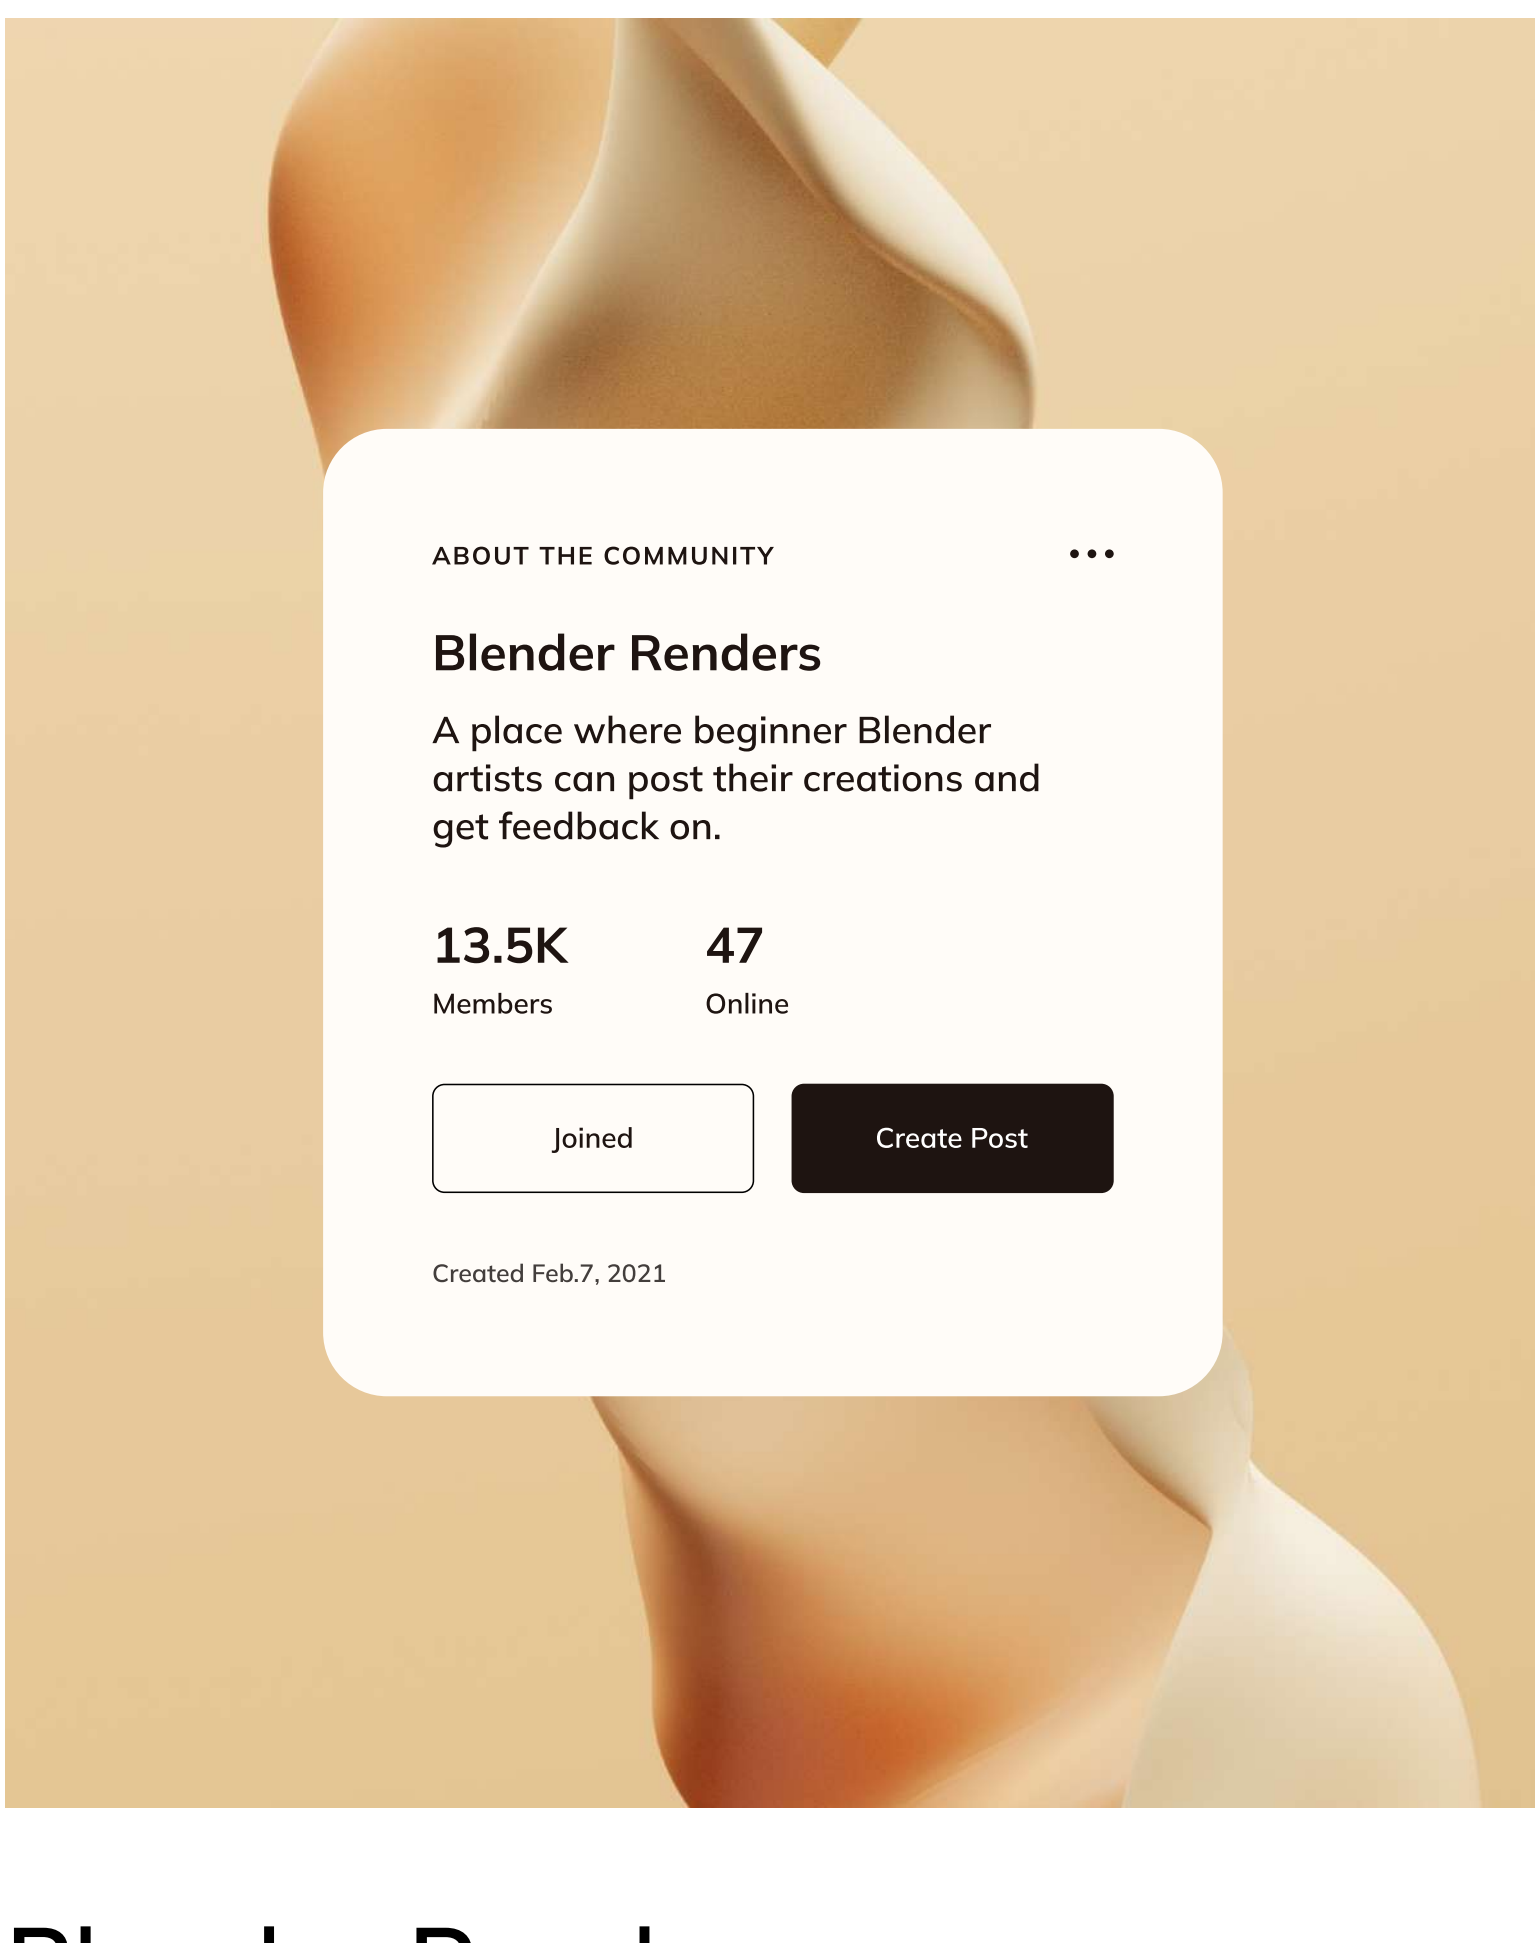 ABOUT THE COMMUNITY
Blender Renders
A place where beginner Blender
artists can post their creations and
get feedback on.
13.5K 47
Members Online
Joined Create Post
Created Feb.7, 2021